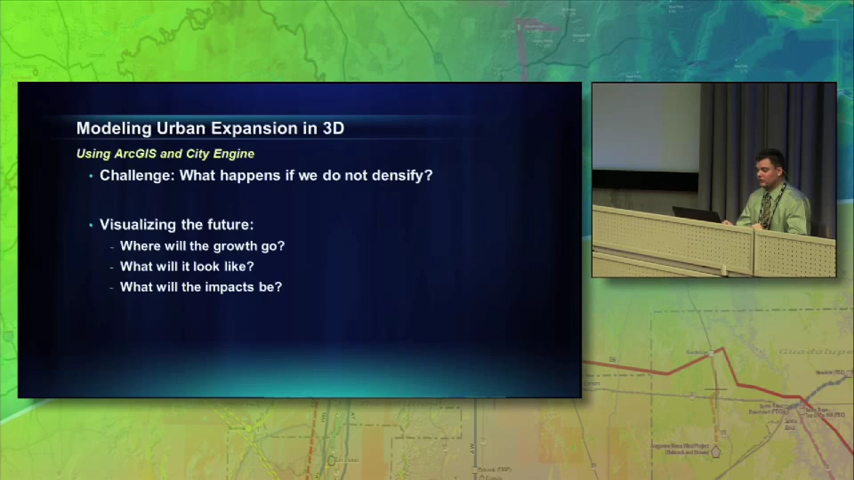 Modeling Urban Expansion in 3D
Using ArcGIS and City Engine
• Challenge: What happens if we do not densify?
• Visualizing the future:
- Where will the growth go?
- What will it look like?
- What will the impacts be?